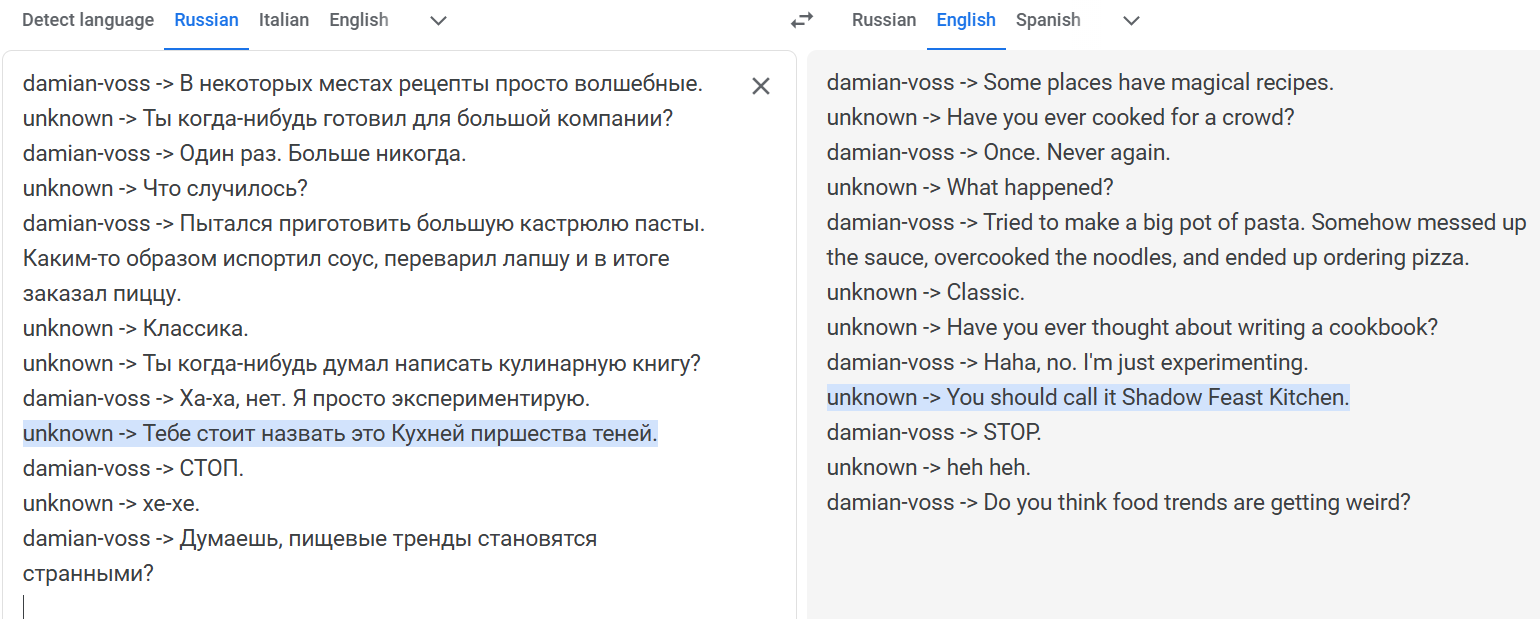 Detect language Russian Italian English
Russian English Spanish
damian-voss -> В некоторых местах рецепты просто волшебные.
unknown -> Ты когда-нибудь готовил для большой компании?
damian-voss -> Один раз. Больше никогда.
unknown -> Что случилось?
damian-voss -> Пытался приготовить большую кастрюлю пасты.
Каким-то образом испортил соус, переварил лапшу и в итоге
заказал пиццу.
unknown -> Классика.
unknown -> Ты когда-нибудь думал написать кулинарную книгу?
damian-voss -> Ха-ха, нет. Я просто экспериментирую.
unknown -> Тебе стоит назвать это Кухней пиршества теней.
damian-voss -> СТОП.
unknown -> хе-хе.
damian-voss -> Думаешь, пищевые тренды становятся
странными?
damian-voss -> Some places have magical recipes.
unknown -> Have you ever cooked for a crowd?
damian-voss -> Once. Never again.
unknown -> What happened?
damian-voss -> Tried to make a big pot of pasta. Somehow messed up
the sauce, overcooked the noodles, and ended up ordering pizza.
unknown -> Classic.
unknown -> Have you ever thought about writing a cookbook?
damian-voss -> Haha, no. I'm just experimenting.
unknown -> You should call it Shadow Feast Kitchen.
damian-voss -> STOP.
unknown -> heh heh.
damian-voss -> Do you think food trends are getting weird?